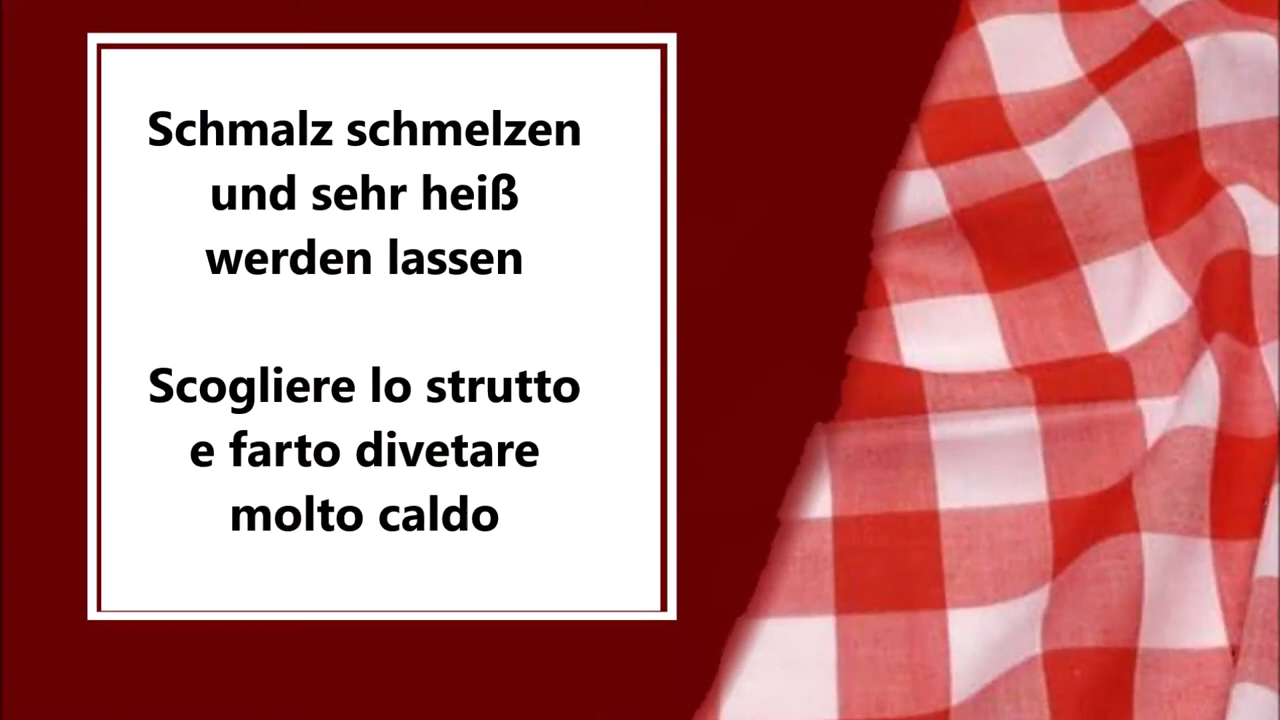 Schmalz schmelzen
und sehr heiß
werden lassen
Scogliere lo strutto
e farto divetare
molto caldo